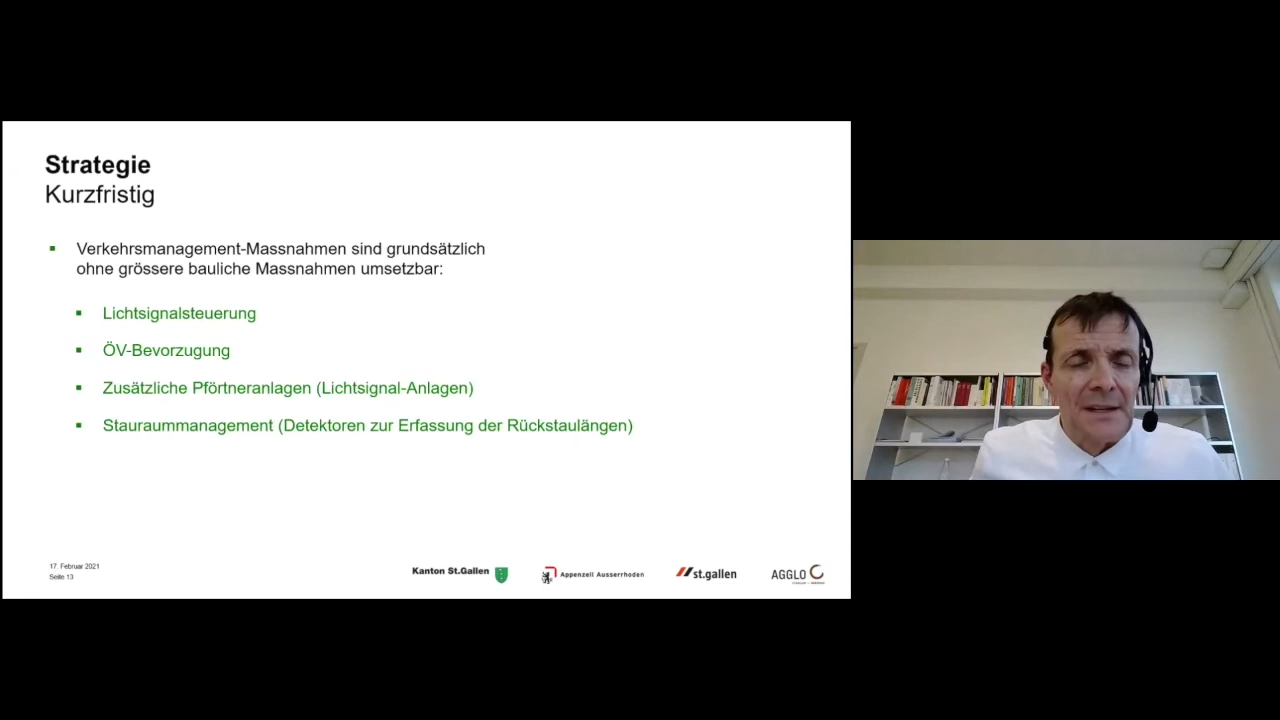 Strategie
Kurzfristig
Verkehrsmanagement-Massnahmen sind grundsätzlich
ohne grössere bauliche Massnahmen umsetzbar:
Lichtsignalsteuerung
ÖV-Bevorzugung
Zusätzliche Pförtneranlagen (Lichtsignal-Anlagen)
Stauraummanagement (Detektoren zur Erfassung der Rückstaulängen)
17. Februar 2021
Seite 13
Kanton St.Gallen
Appenzell Ausserrhoden
st.gallen
AGGLO